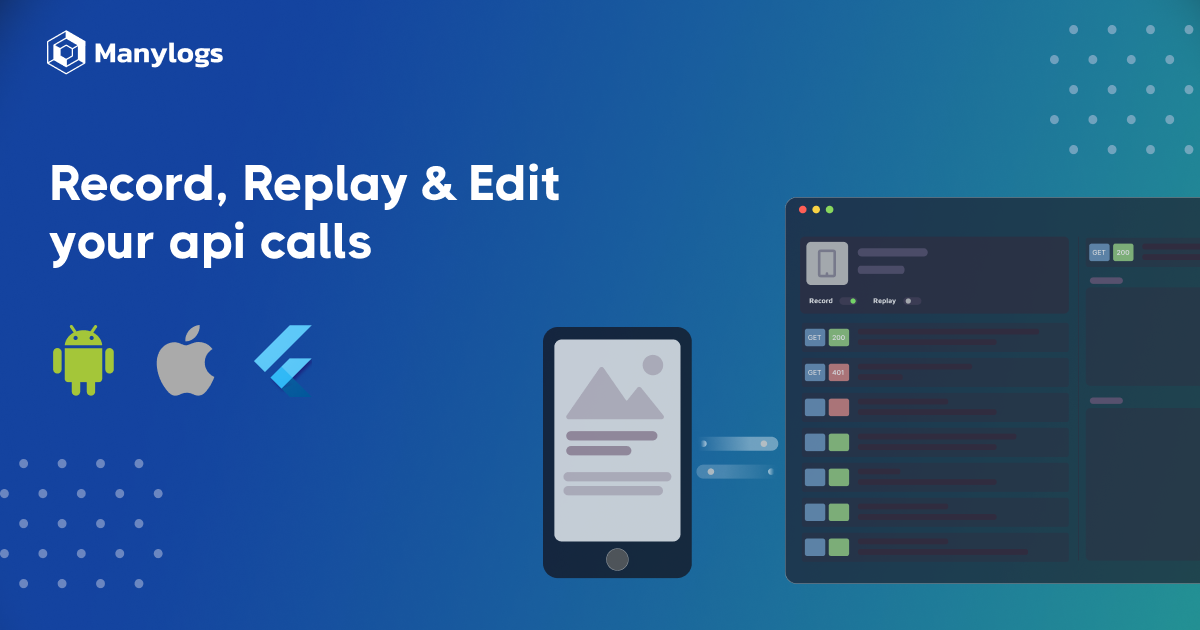 Manylogs
Record, Replay & Edit
your api calls
Record Replay
GET 200
GET 401
GET 200